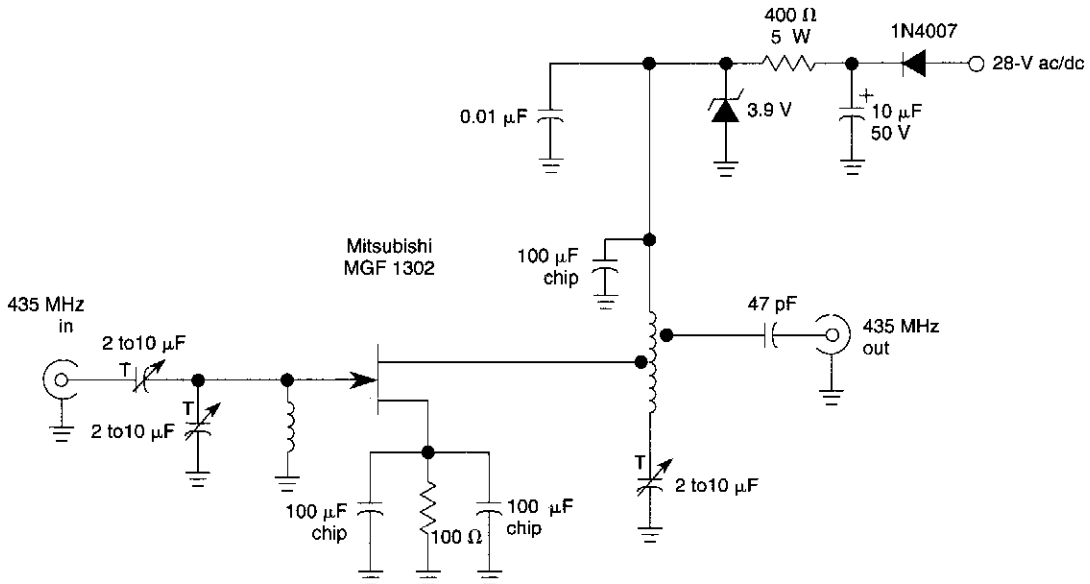 400 Ω
5 W
1N4007
28-V ac/dc
0.01 µF
3.9 V
+
10 µF
50 V
Mitsubishi
MGF 1302
100 µF
chip
47 pF
435 MHz
in
435 MHz
out
2 to10 µF
T
T
2 to10 µF
T
2 to10 µF
100 µF
chip
100 Ω
100 µF
chip